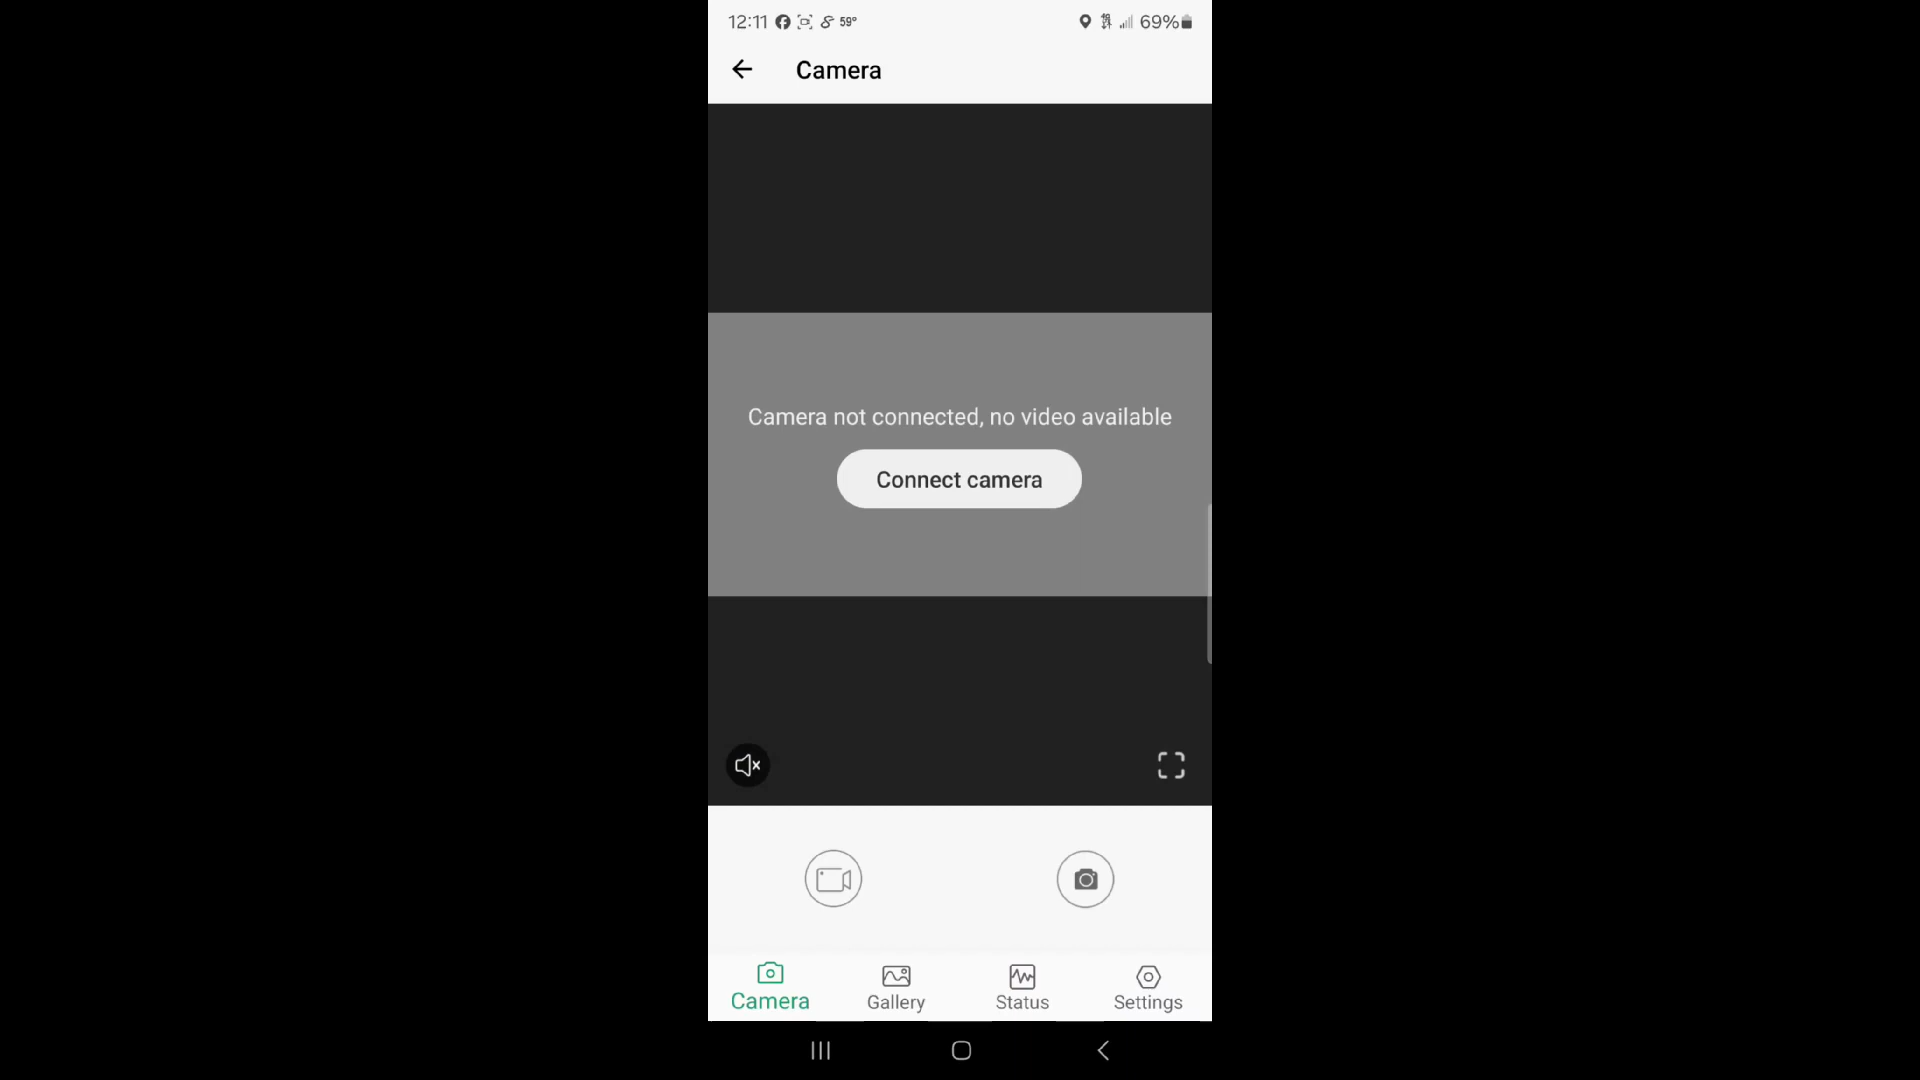 12:11 59° 69%
Camera
Camera not connected, no video available
Connect camera
Camera Gallery Status Settings